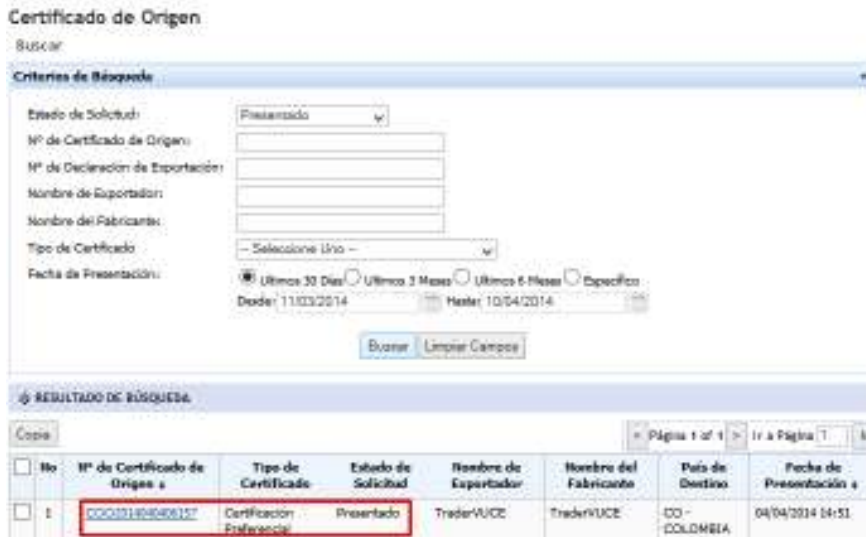 Certificado de Origen
Buscar
Criterios de Búsqueda
Estado de Solicitud: Presentado
Nº de Certificado de Origen:
Nº de Declaración de Exportación:
Nombre de Exportador:
Nombre del Fabricante:
Tipo de Certificado -- Seleccione Uno --
Fecha de Presentación: Ultimos 30 Dias Ultimos 3 Meses Ultimos 6 Meses Específico
Desde: 11/03/2014 Hasta: 10/04/2014
Buscar Limpiar Campos
RESULTADO DE BÚSQUEDA
Copia < Página 1 of 1 > Ir a Página 1
No Nº de Certificado de Origen Tipo de Certificado Estado de Solicitud Nombre de Exportador Nombre del Fabricante País de Destino Fecha de Presentación
1 Certificación Preferencial Presentado TraderVUCE TraderVUCE CO - COLOMBIA 04/04/2014 14:51